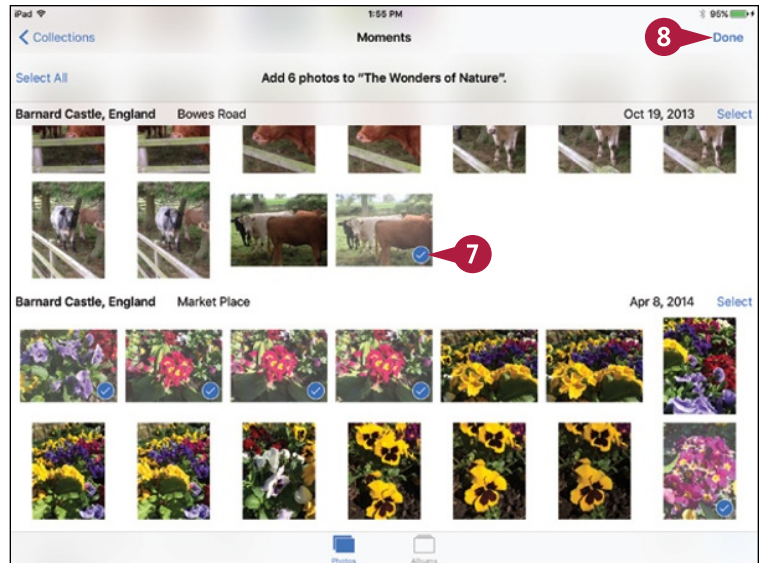 iPad 1:55 PM 95%
Collections Moments 8 Done
Select All Add 6 photos to “The Wonders of Nature”.
Barnard Castle, England Bowes Road Oct 19, 2013 Select
7
Barnard Castle, England Market Place Apr 8, 2014 Select
Photos Albums